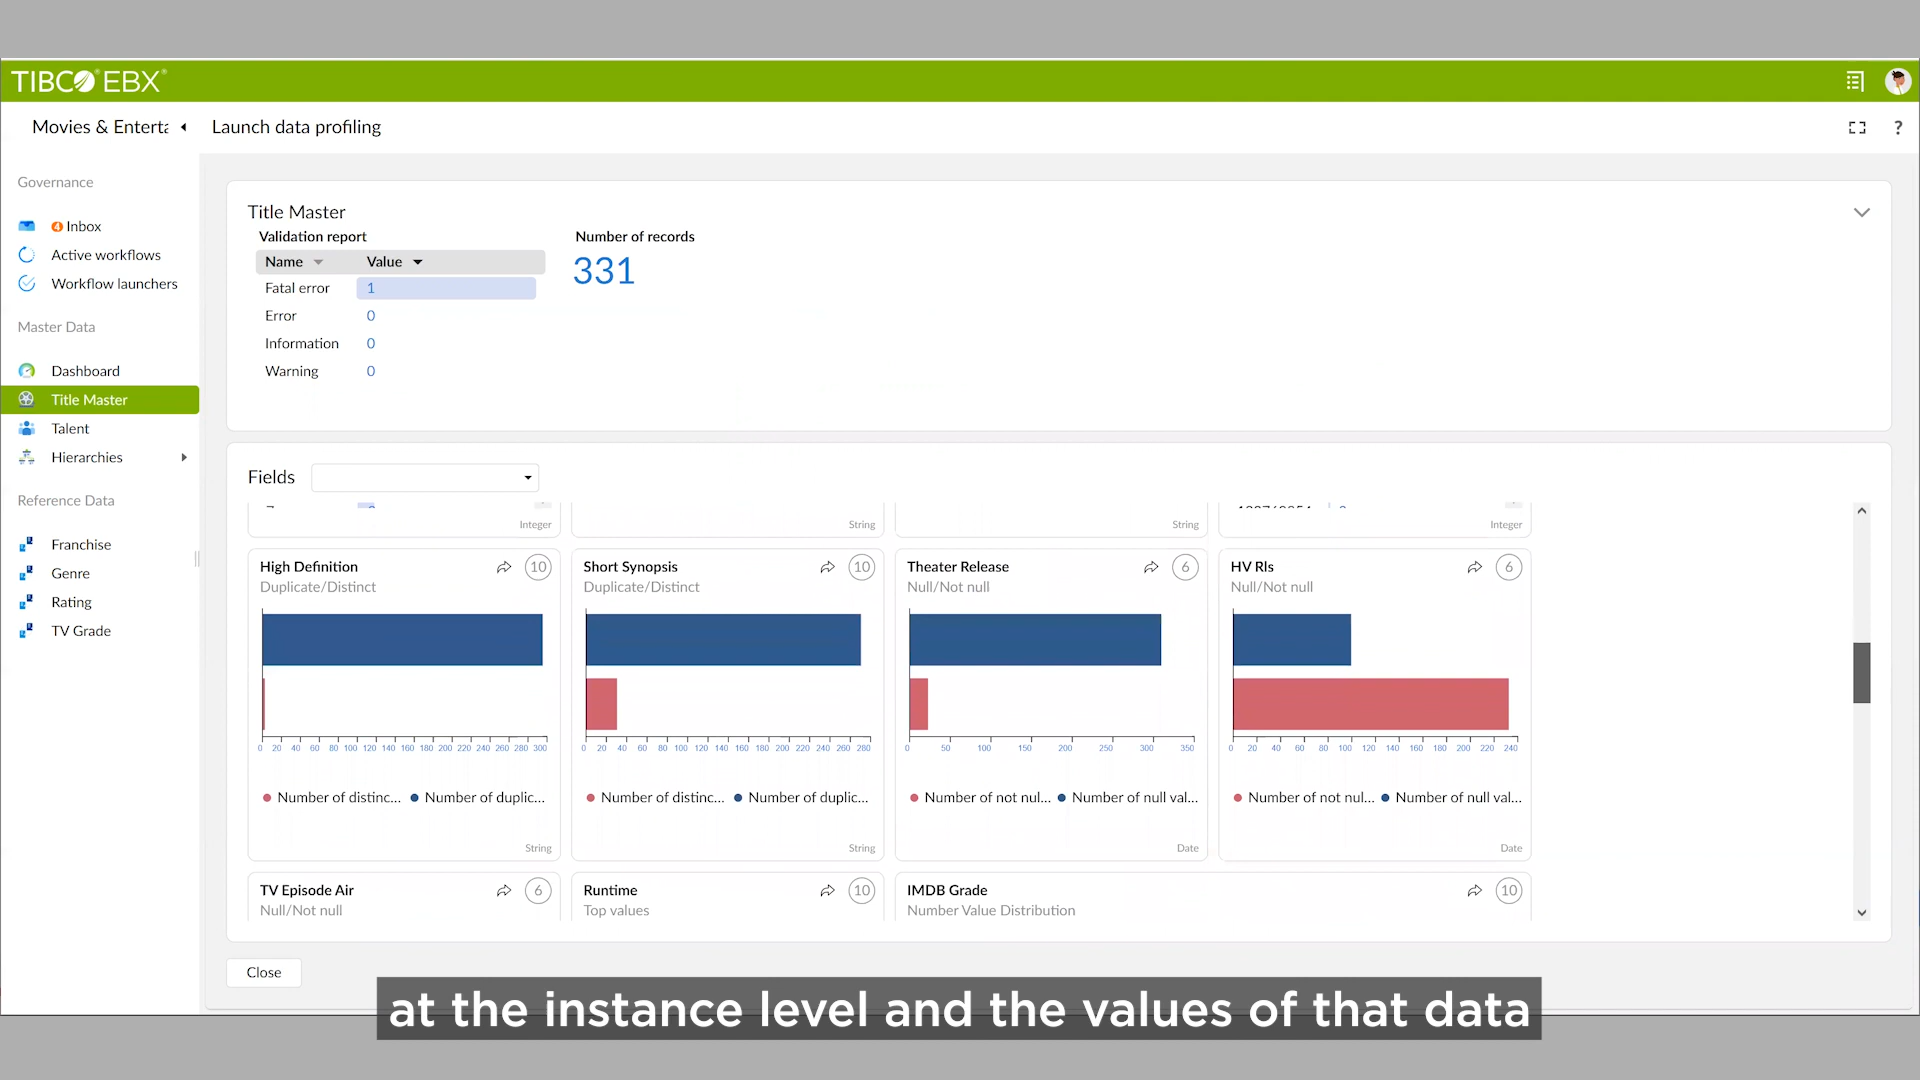 TIBCO® EBX®
Movies & Enterta
Launch data profiling
?
Governance
4 Inbox
Active workflows
Workflow launchers
Master Data
Dashboard
Title Master
Talent
Hierarchies
Reference Data
Franchise
Genre
Rating
TV Grade
Title Master
Validation report
Name Value
Fatal error 1
Error 0
Information 0
Warning 0
Number of records
331
Fields
Integer
String
String
Integer
High Definition 10
Duplicate/Distinct
0 20 40 60 80 100 120 140 160 180 200 220 240 260 280 300
Number of distinc... Number of duplic...
String
Short Synopsis 10
Duplicate/Distinct
0 20 40 60 80 100 120 140 160 180 200 220 240 260 280
Number of distinc... Number of duplic...
String
Theater Release 6
Null/Not null
0 50 100 150 200 250 300 350
Number of not nul... Number of null val...
Date
HV Rls 6
Null/Not null
0 20 40 60 80 100 120 140 160 180 200 220 240
Number of not nul... Number of null val...
Date
TV Episode Air 6
Null/Not null
Runtime 10
Top values
IMDB Grade 10
Number Value Distribution
Close
at the instance level and the values of that data